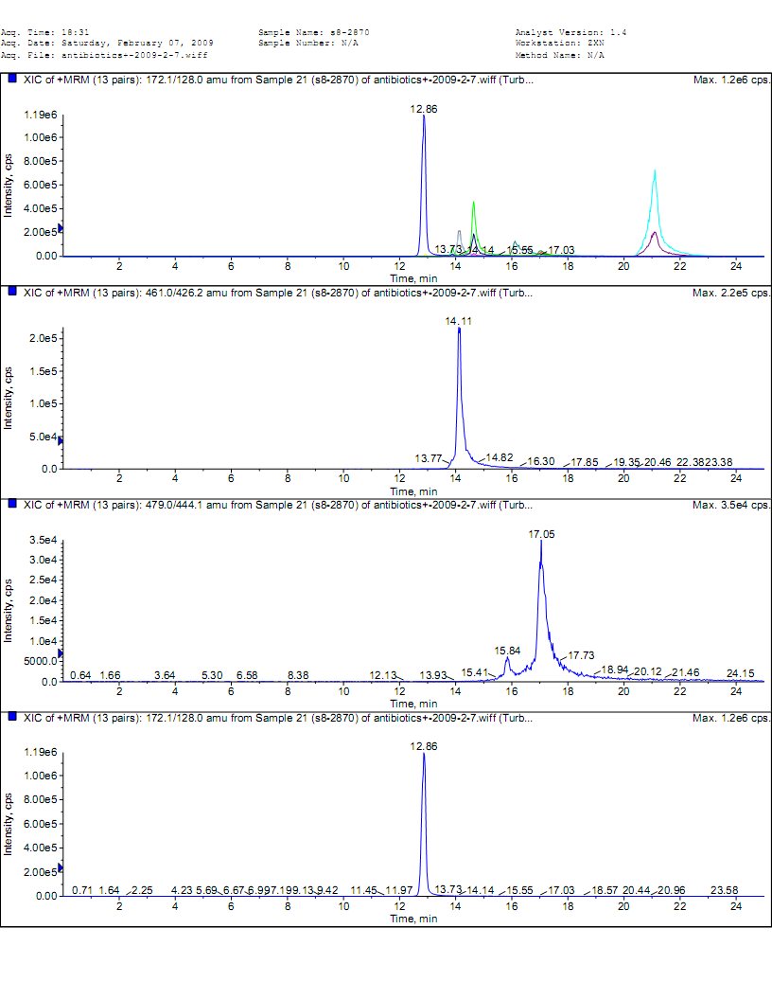 Acq. Time: 18:31 Sample Name: s8-2870 Analyst Version: 1.4
Acq. Date: Saturday, February 07, 2009 Sample Number: N/A Workstation: ZXN
Acq. File: antibiotics+-2009-2-7.wiff Method Name: N/A
XIC of +MRM (13 pairs): 172.1/128.0 amu from Sample 21 (s8-2870) of antibiotics+-2009-2-7.wiff (Turb... Max. 1.2e6 cps.
12.86
1.19e6
1.00e6
8.00e5
6.00e5
4.00e5
2.00e5
0.00
Intensity, cps
13.73 14.14 15.55 17.03
2 4 6 8 10 12 14 16 18 20 22 24
Time, min
XIC of +MRM (13 pairs): 461.0/426.2 amu from Sample 21 (s8-2870) of antibiotics+-2009-2-7.wiff (Turb... Max. 2.2e5 cps.
14.11
2.0e5
1.5e5
1.0e5
5.0e4
0.0
Intensity, cps
13.77 14.82 16.30 17.85 19.35 20.46 22.38 23.38
2 4 6 8 10 12 14 16 18 20 22 24
Time, min
XIC of +MRM (13 pairs): 479.0/444.1 amu from Sample 21 (s8-2870) of antibiotics+-2009-2-7.wiff (Turb... Max. 3.5e4 cps.
17.05
3.5e4
3.0e4
2.5e4
2.0e4
1.5e4
1.0e4
5000.0
0.0
Intensity, cps
15.84
17.73
0.64 1.66 3.64 5.30 6.58 8.38 12.13 13.93 15.41 18.94 20.12 21.46 24.15
2 4 6 8 10 12 14 16 18 20 22 24
Time, min
XIC of +MRM (13 pairs): 172.1/128.0 amu from Sample 21 (s8-2870) of antibiotics+-2009-2-7.wiff (Turb... Max. 1.2e6 cps.
12.86
1.19e6
1.00e6
8.00e5
6.00e5
4.00e5
2.00e5
0.00
Intensity, cps
0.71 1.64 2.25 4.23 5.69 6.67 6.99 7.19 9.13 9.42 11.45 11.97 13.73 14.14 15.55 17.03 18.57 20.44 20.96 23.58
2 4 6 8 10 12 14 16 18 20 22 24
Time, min